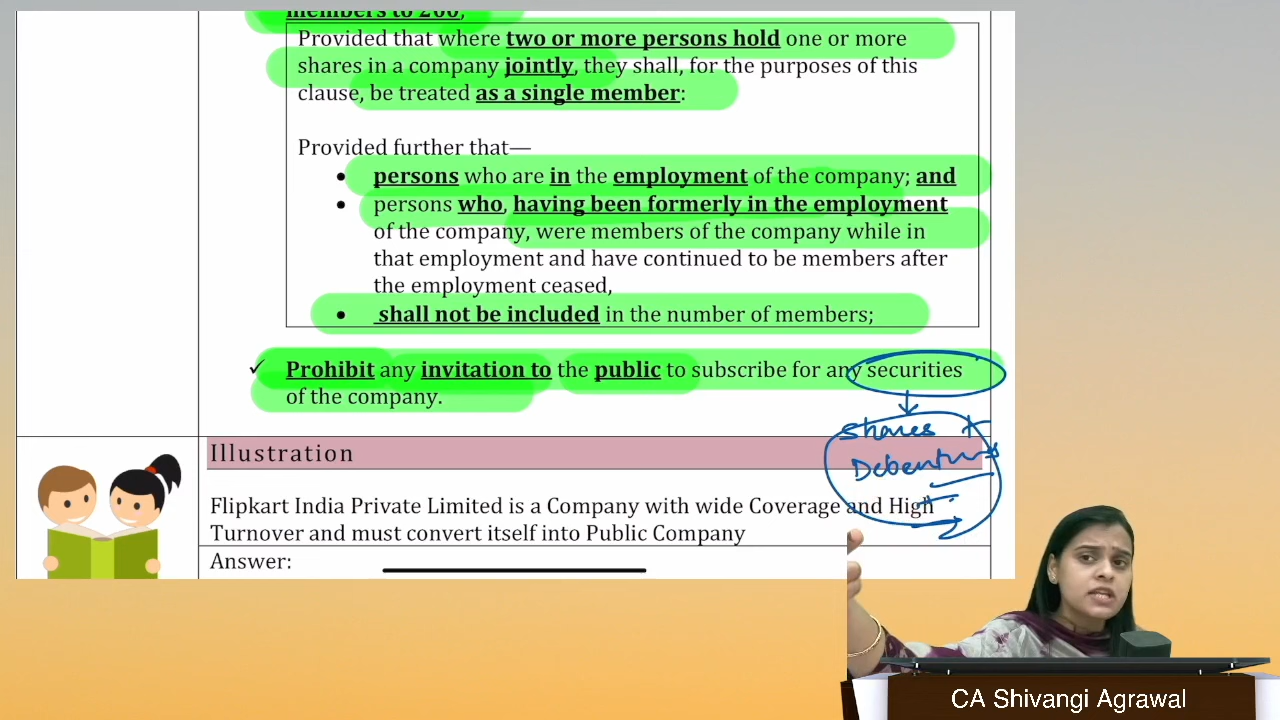 members to 200;
Provided that where two or more persons hold one or more
shares in a company jointly, they shall, for the purposes of this
clause, be treated as a single member:
Provided further that—
• persons who are in the employment of the company; and
• persons who, having been formerly in the employment
of the company, were members of the company while in
that employment and have continued to be members after
the employment ceased,
• shall not be included in the number of members;
✓ Prohibit any invitation to the public to subscribe for any securities
of the company.
shares
Illustration
Flipkart India Private Limited is a Company with wide Coverage and High
Turnover and must convert itself into Public Company
Answer:
CA Shivangi Agrawal